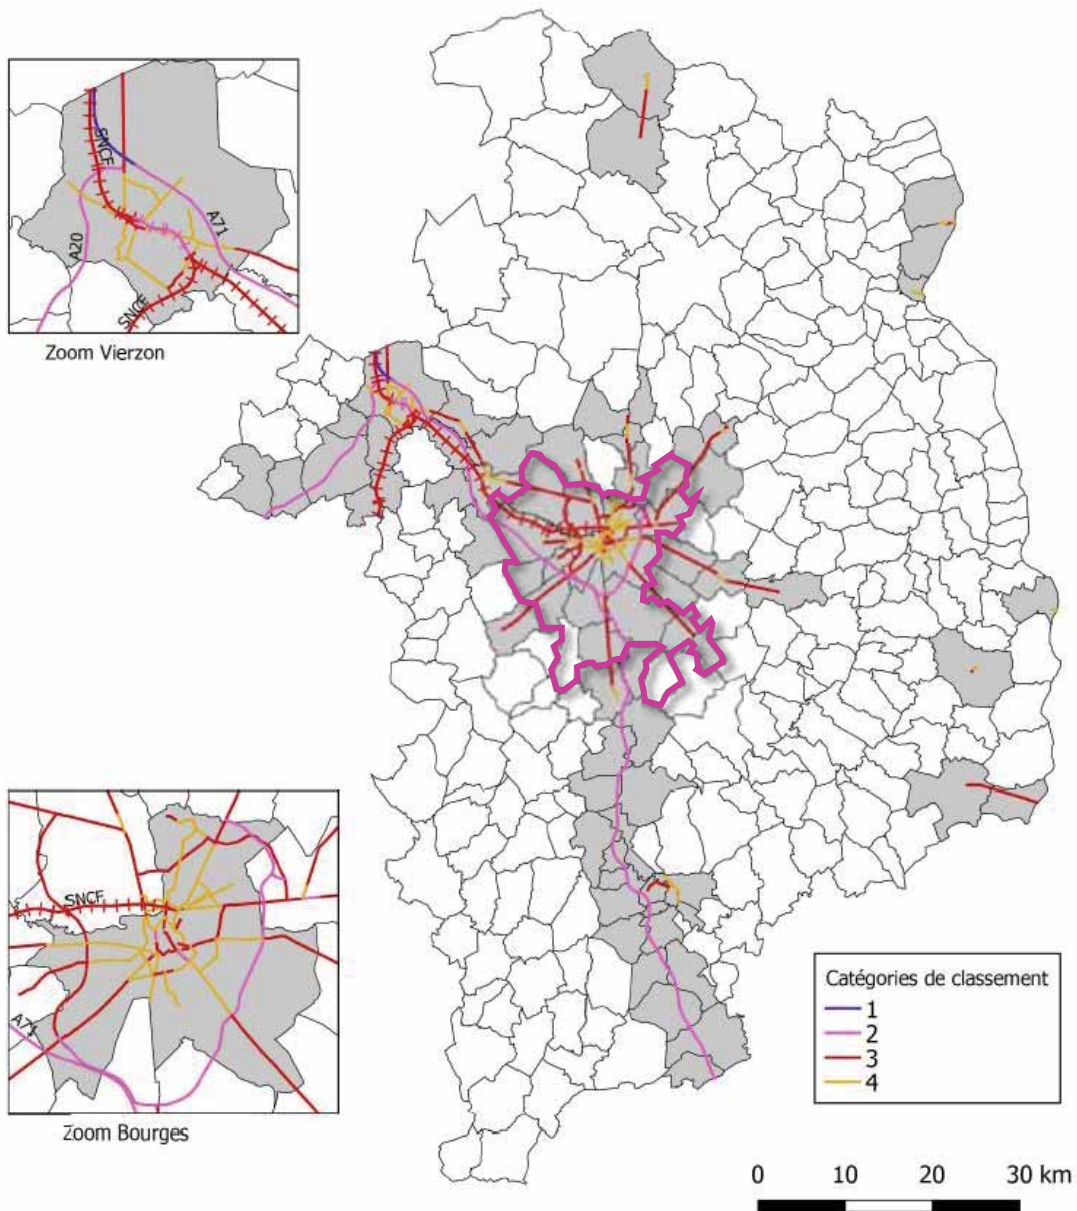 SNCF
A71
A20
SNCF
Zoom Vierzon
SNCF
A71
Zoom Bourges
Catégories de classement
1
2
3
4
0 10 20 30 km